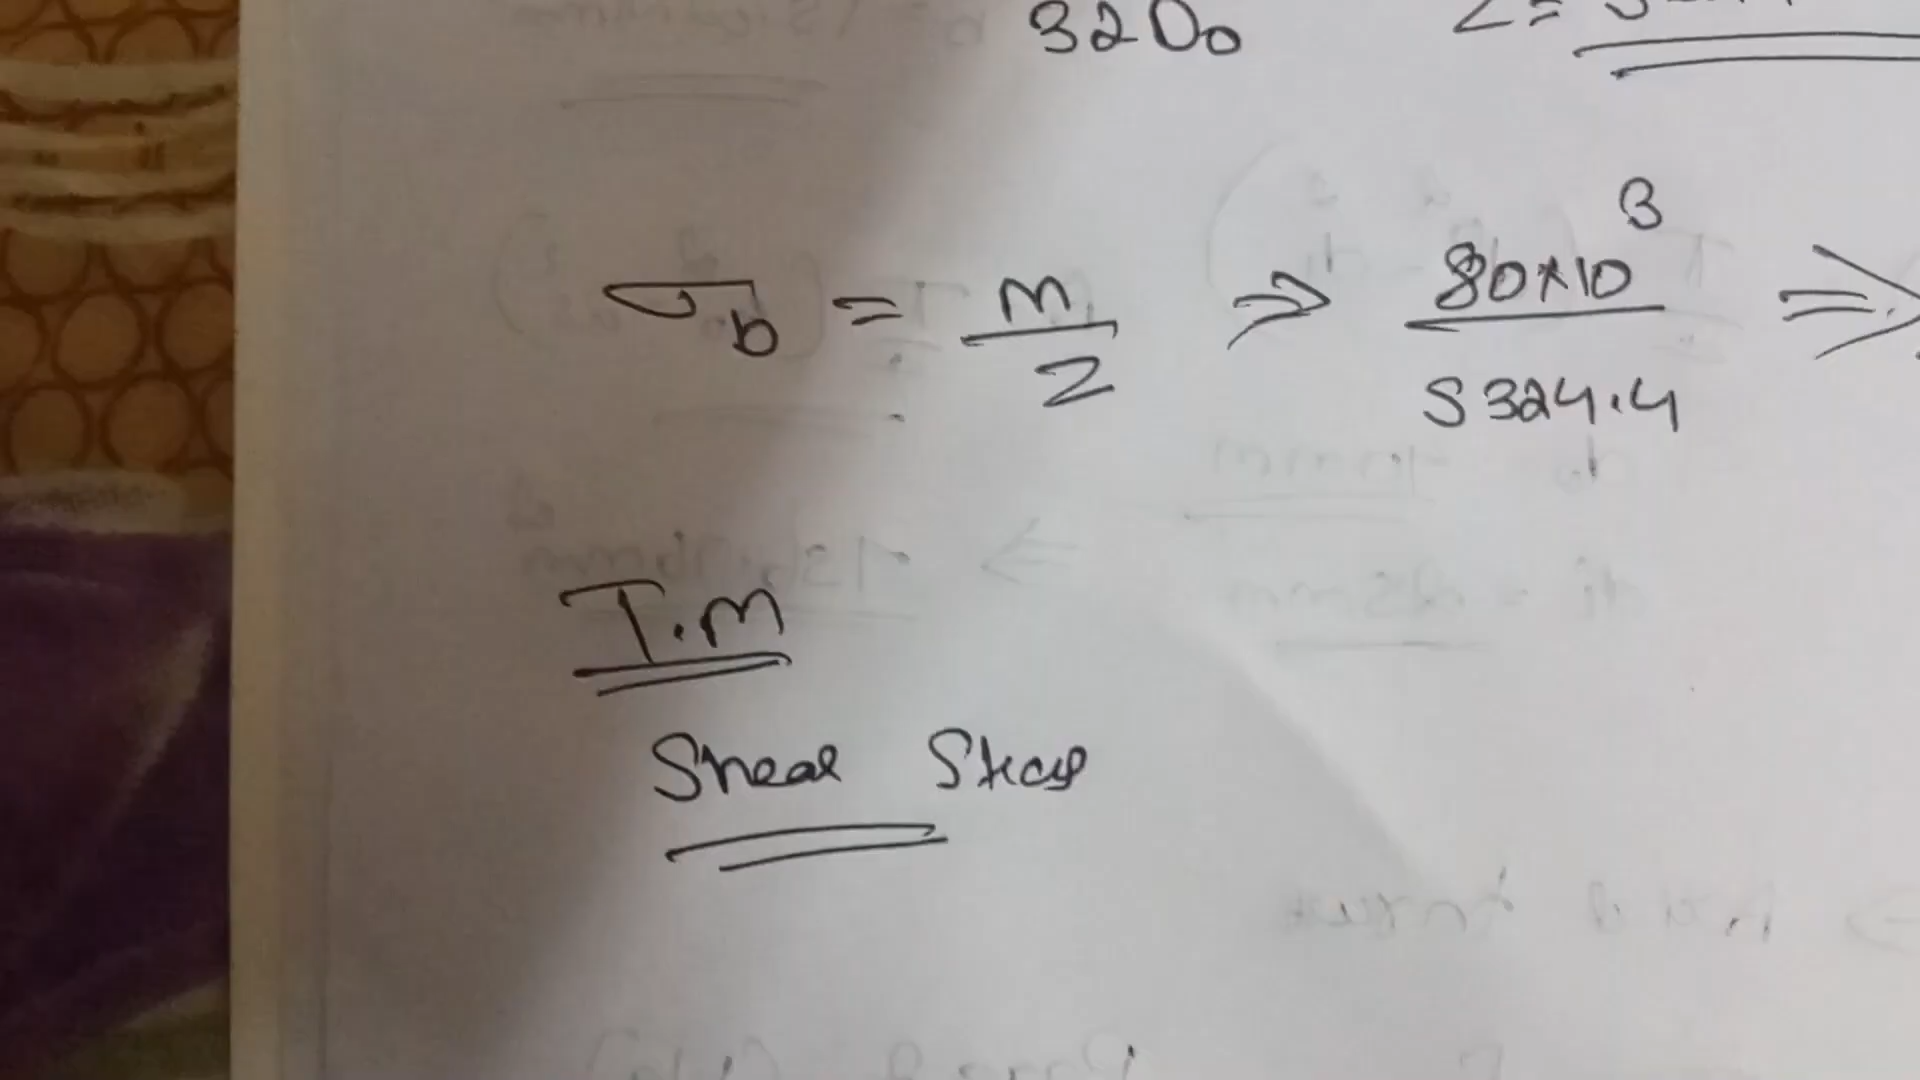 32D₀ Z =
σb = m/Z ⇒ 80×10³/5324.4 ⇒
T.m
Shear Stress